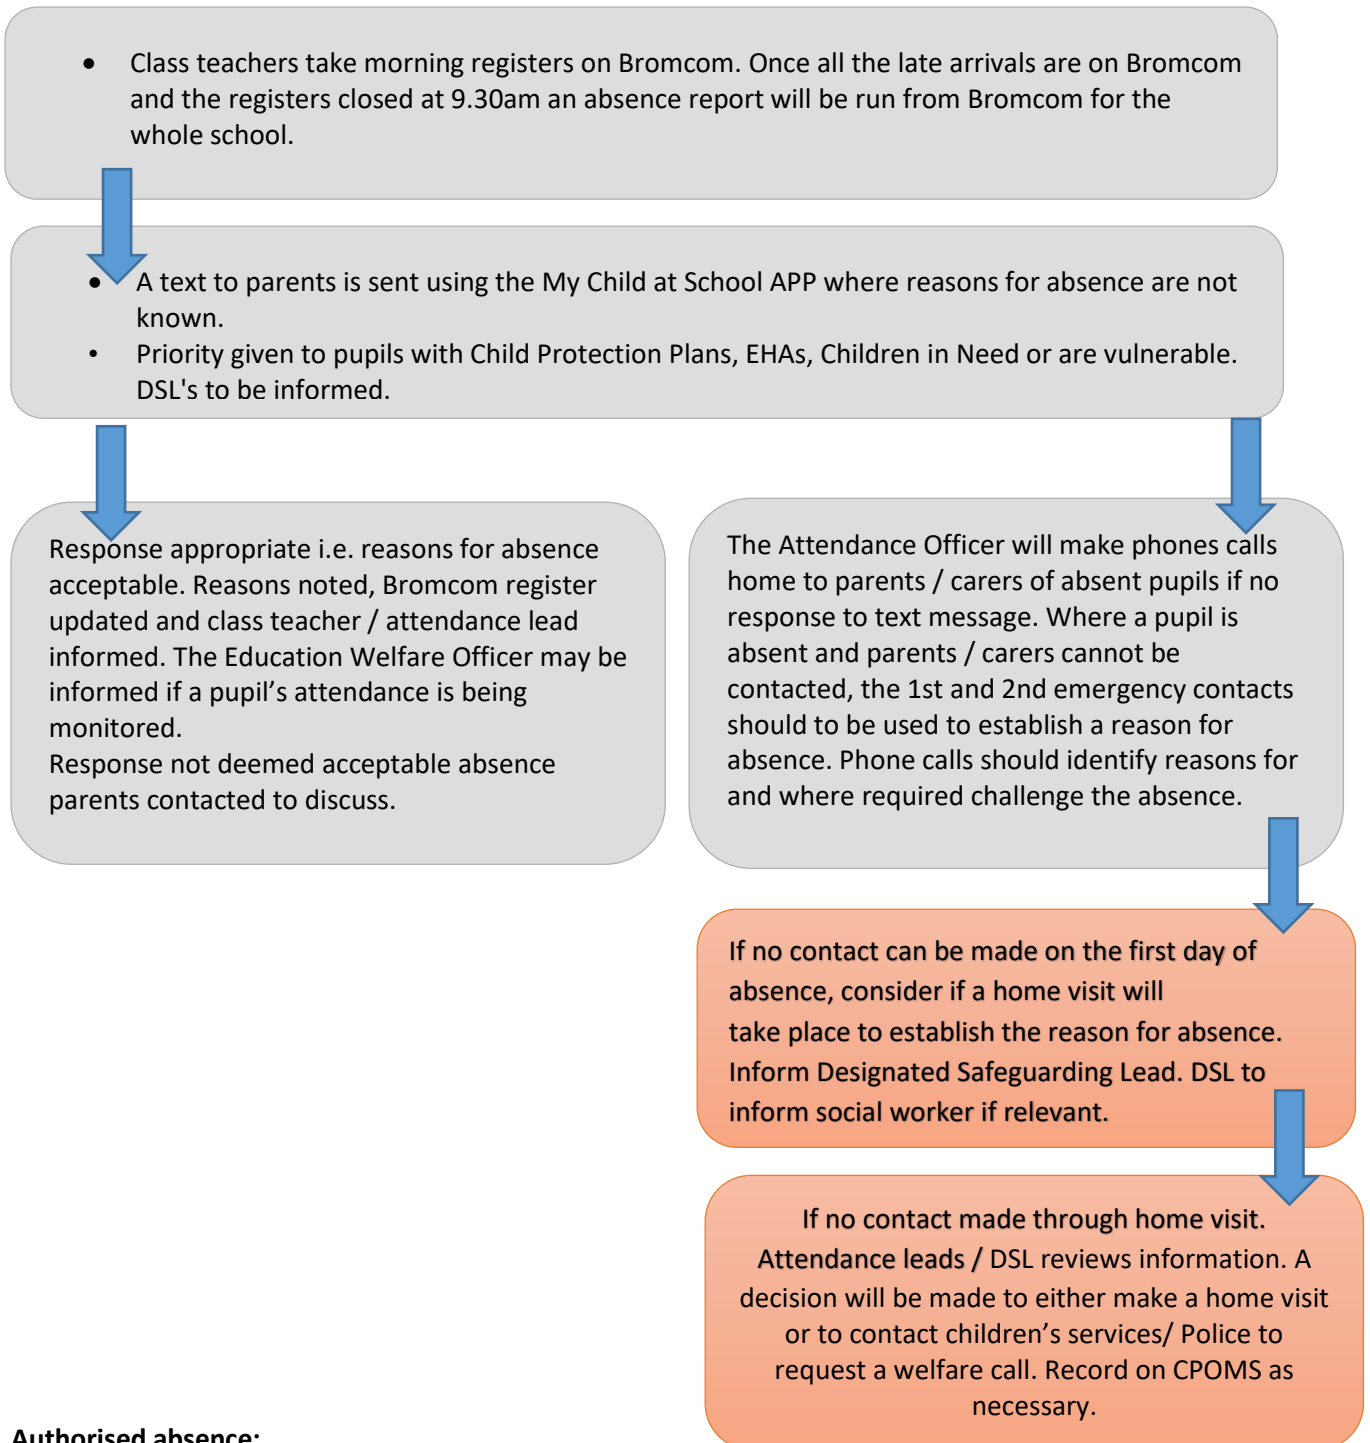 • Class teachers take morning registers on Bromcom. Once all the late arrivals are on Bromcom
and the registers closed at 9.30am an absence report will be run from Bromcom for the
whole school.
• A text to parents is sent using the My Child at School APP where reasons for absence are not
known.
• Priority given to pupils with Child Protection Plans, EHAs, Children in Need or are vulnerable.
DSL's to be informed.
Response appropriate i.e. reasons for absence
acceptable. Reasons noted, Bromcom register
updated and class teacher / attendance lead
informed. The Education Welfare Officer may be
informed if a pupil’s attendance is being
monitored.
Response not deemed acceptable absence
parents contacted to discuss.
The Attendance Officer will make phones calls
home to parents / carers of absent pupils if no
response to text message. Where a pupil is
absent and parents / carers cannot be
contacted, the 1st and 2nd emergency contacts
should to be used to establish a reason for
absence. Phone calls should identify reasons for
and where required challenge the absence.
If no contact can be made on the first day of
absence, consider if a home visit will
take place to establish the reason for absence.
Inform Designated Safeguarding Lead. DSL to
inform social worker if relevant.
If no contact made through home visit.
Attendance leads / DSL reviews information. A
decision will be made to either make a home visit
or to contact children’s services/ Police to
request a welfare call. Record on CPOMS as
necessary.
Authorised absence: